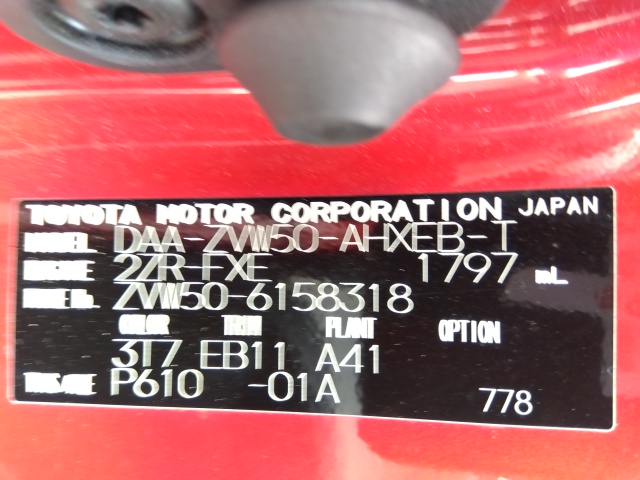 TOYOTA MOTOR CORPORATION JAPAN
MODEL DAA-ZVW50-AHXEB-T
ENGINE 2ZR-FXE 1797 mL
FRAME No. ZVW50-6158318
COLOR TRIM PLANT OPTION
3T7 EB11 A41
TRANS/AXLE P610 -01A 778